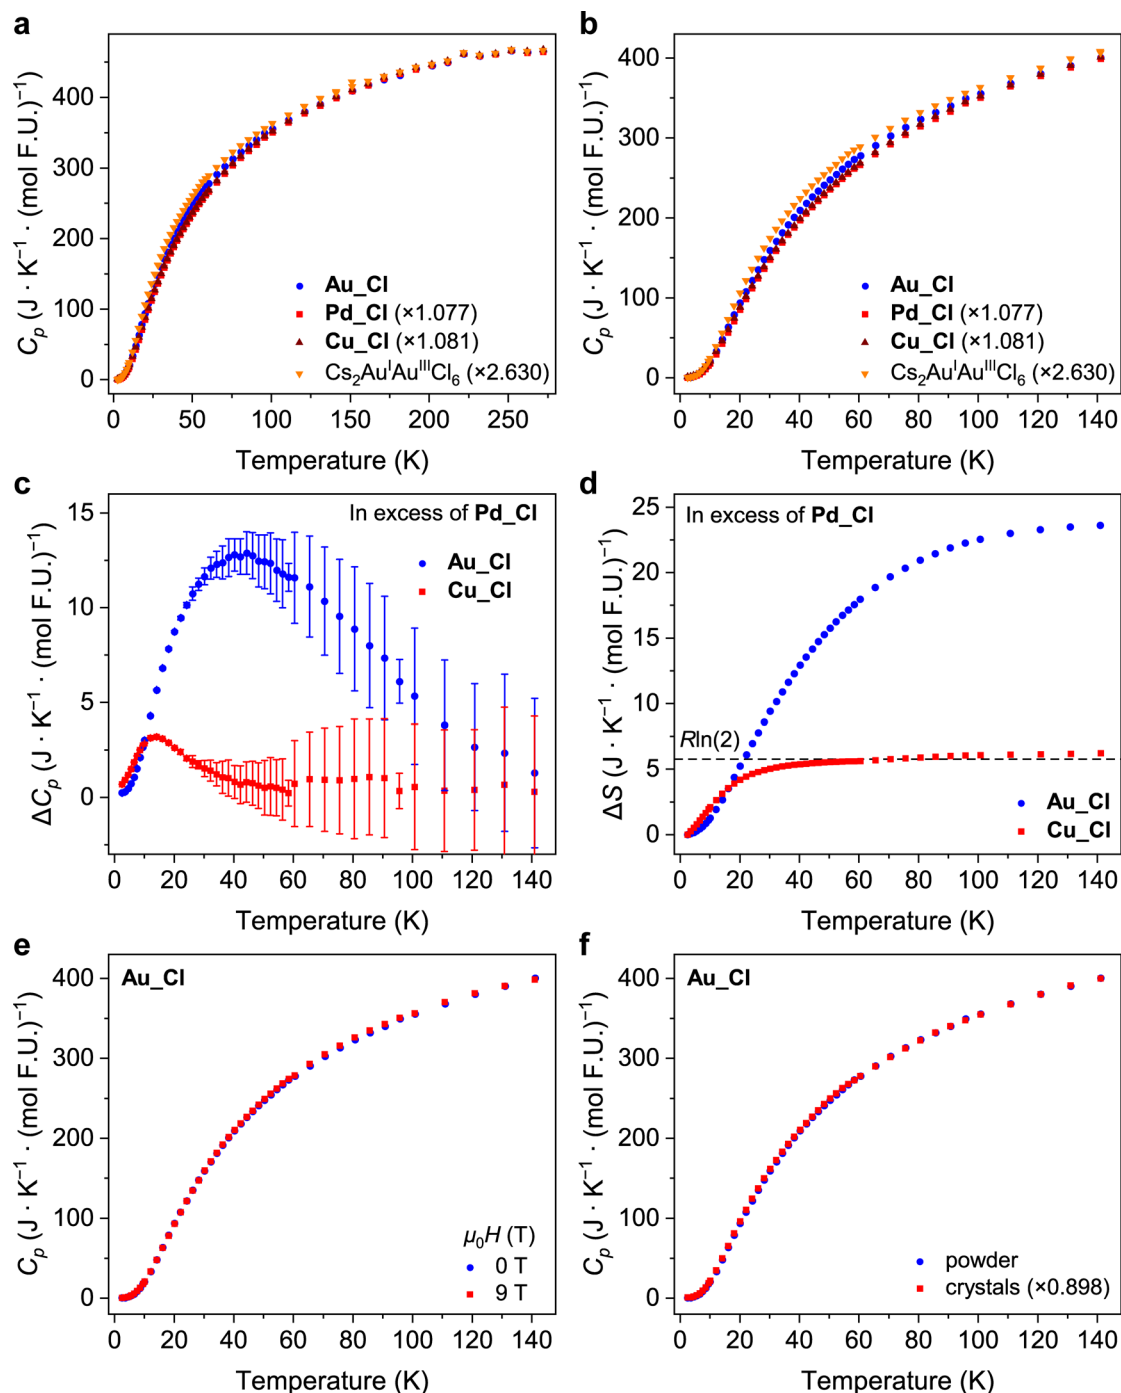 a
C_p (J · K⁻¹ · (mol F.U.)⁻¹)
400
300
200
100
0
Au_Cl
Pd_Cl (×1.077)
Cu_Cl (×1.081)
Cs₂AuᴵAuᴵᴵᴵCl₆ (×2.630)
0 50 100 150 200 250
Temperature (K)
b
C_p (J · K⁻¹ · (mol F.U.)⁻¹)
400
300
200
100
0
Au_Cl
Pd_Cl (×1.077)
Cu_Cl (×1.081)
Cs₂AuᴵAuᴵᴵᴵCl₆ (×2.630)
0 20 40 60 80 100 120 140
Temperature (K)
c
ΔC_p (J · K⁻¹ · (mol F.U.)⁻¹)
15
10
5
0
In excess of Pd_Cl
Au_Cl
Cu_Cl
0 20 40 60 80 100 120 140
Temperature (K)
d
ΔS (J · K⁻¹ · (mol F.U.)⁻¹)
25
20
15
10
5
0
In excess of Pd_Cl
Rln(2)
Au_Cl
Cu_Cl
0 20 40 60 80 100 120 140
Temperature (K)
e
C_p (J · K⁻¹ · (mol F.U.)⁻¹)
400
300
200
100
0
Au_Cl
μ₀H (T)
0 T
9 T
0 20 40 60 80 100 120 140
Temperature (K)
f
C_p (J · K⁻¹ · (mol F.U.)⁻¹)
400
300
200
100
0
Au_Cl
powder
crystals (×0.898)
0 20 40 60 80 100 120 140
Temperature (K)